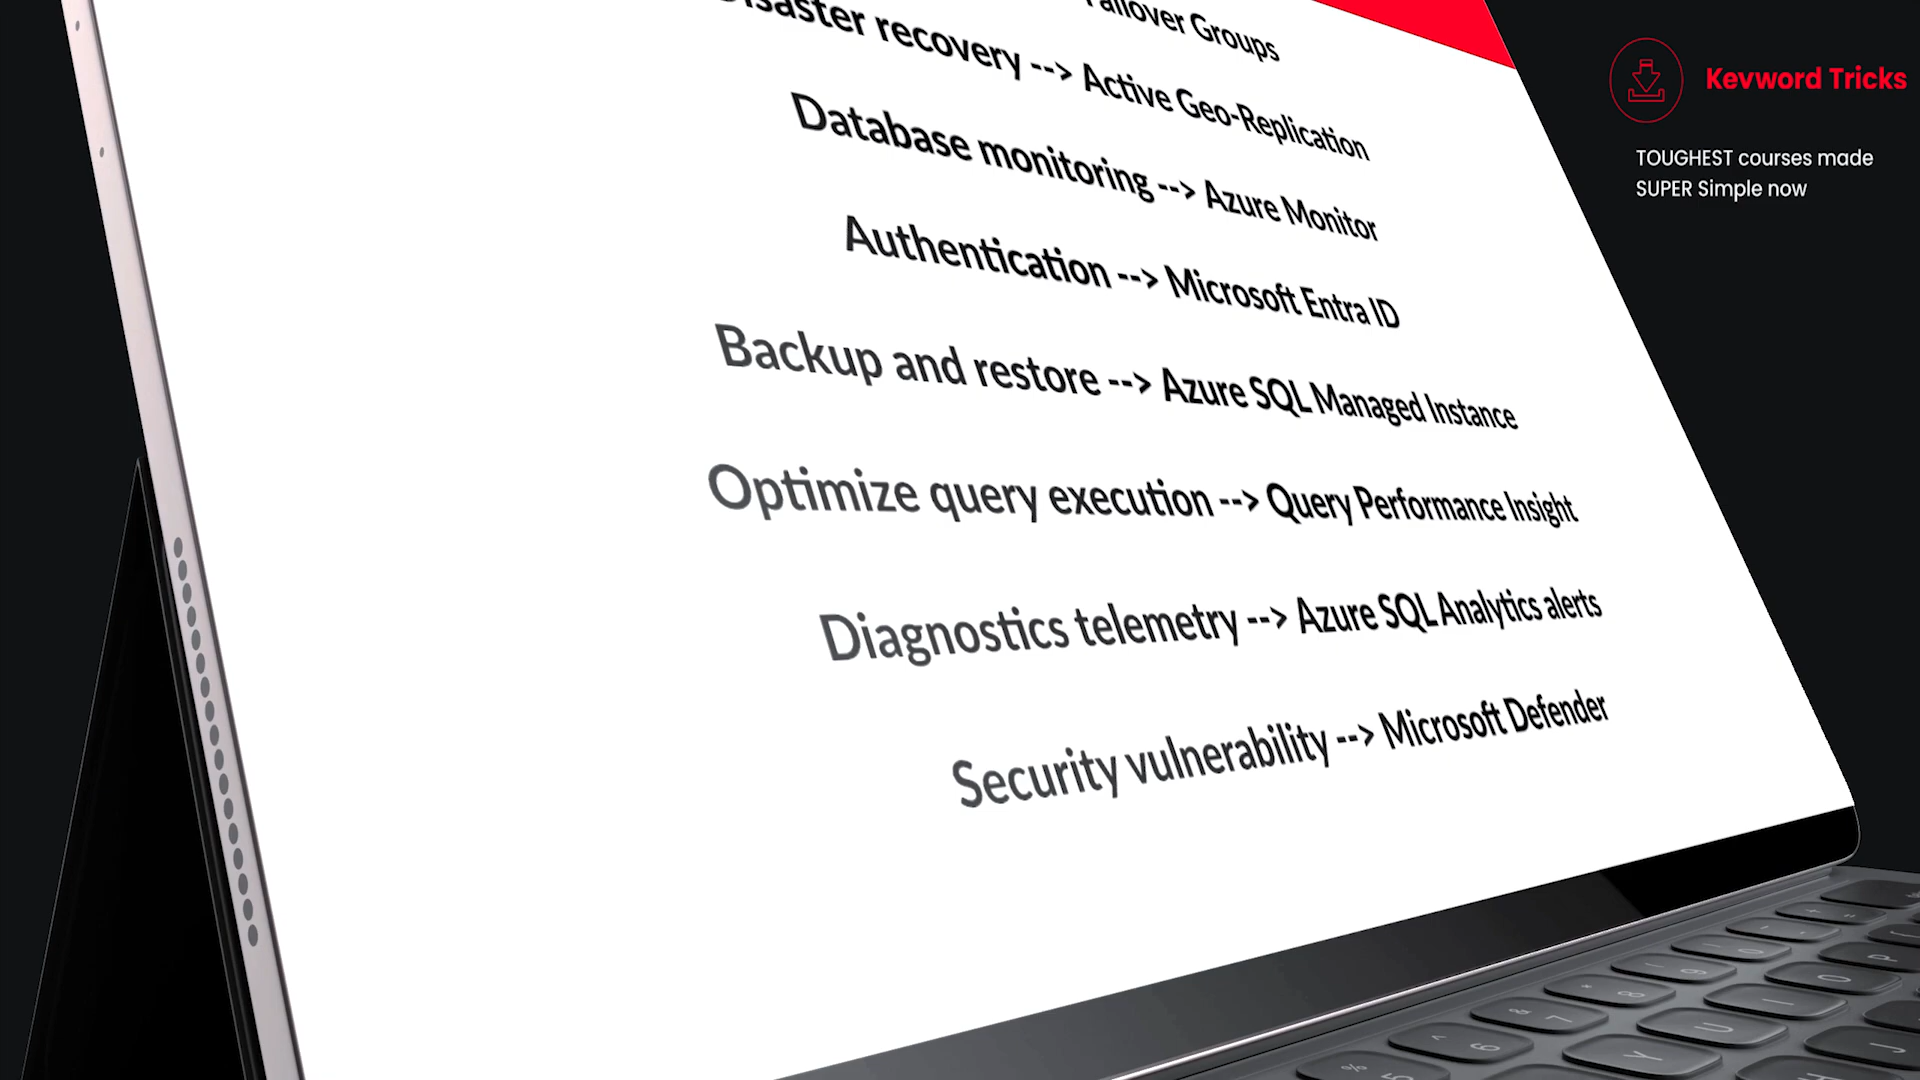 Failover Groups
Disaster recovery --> Active Geo-Replication
Database monitoring --> Azure Monitor
Authentication --> Microsoft Entra ID
Backup and restore --> Azure SQL Managed Instance
Optimize query execution --> Query Performance Insight
Diagnostics telemetry --> Azure SQL Analytics alerts
Security vulnerability --> Microsoft Defender
Kevword Tricks
TOUGHEST courses made
SUPER Simple now